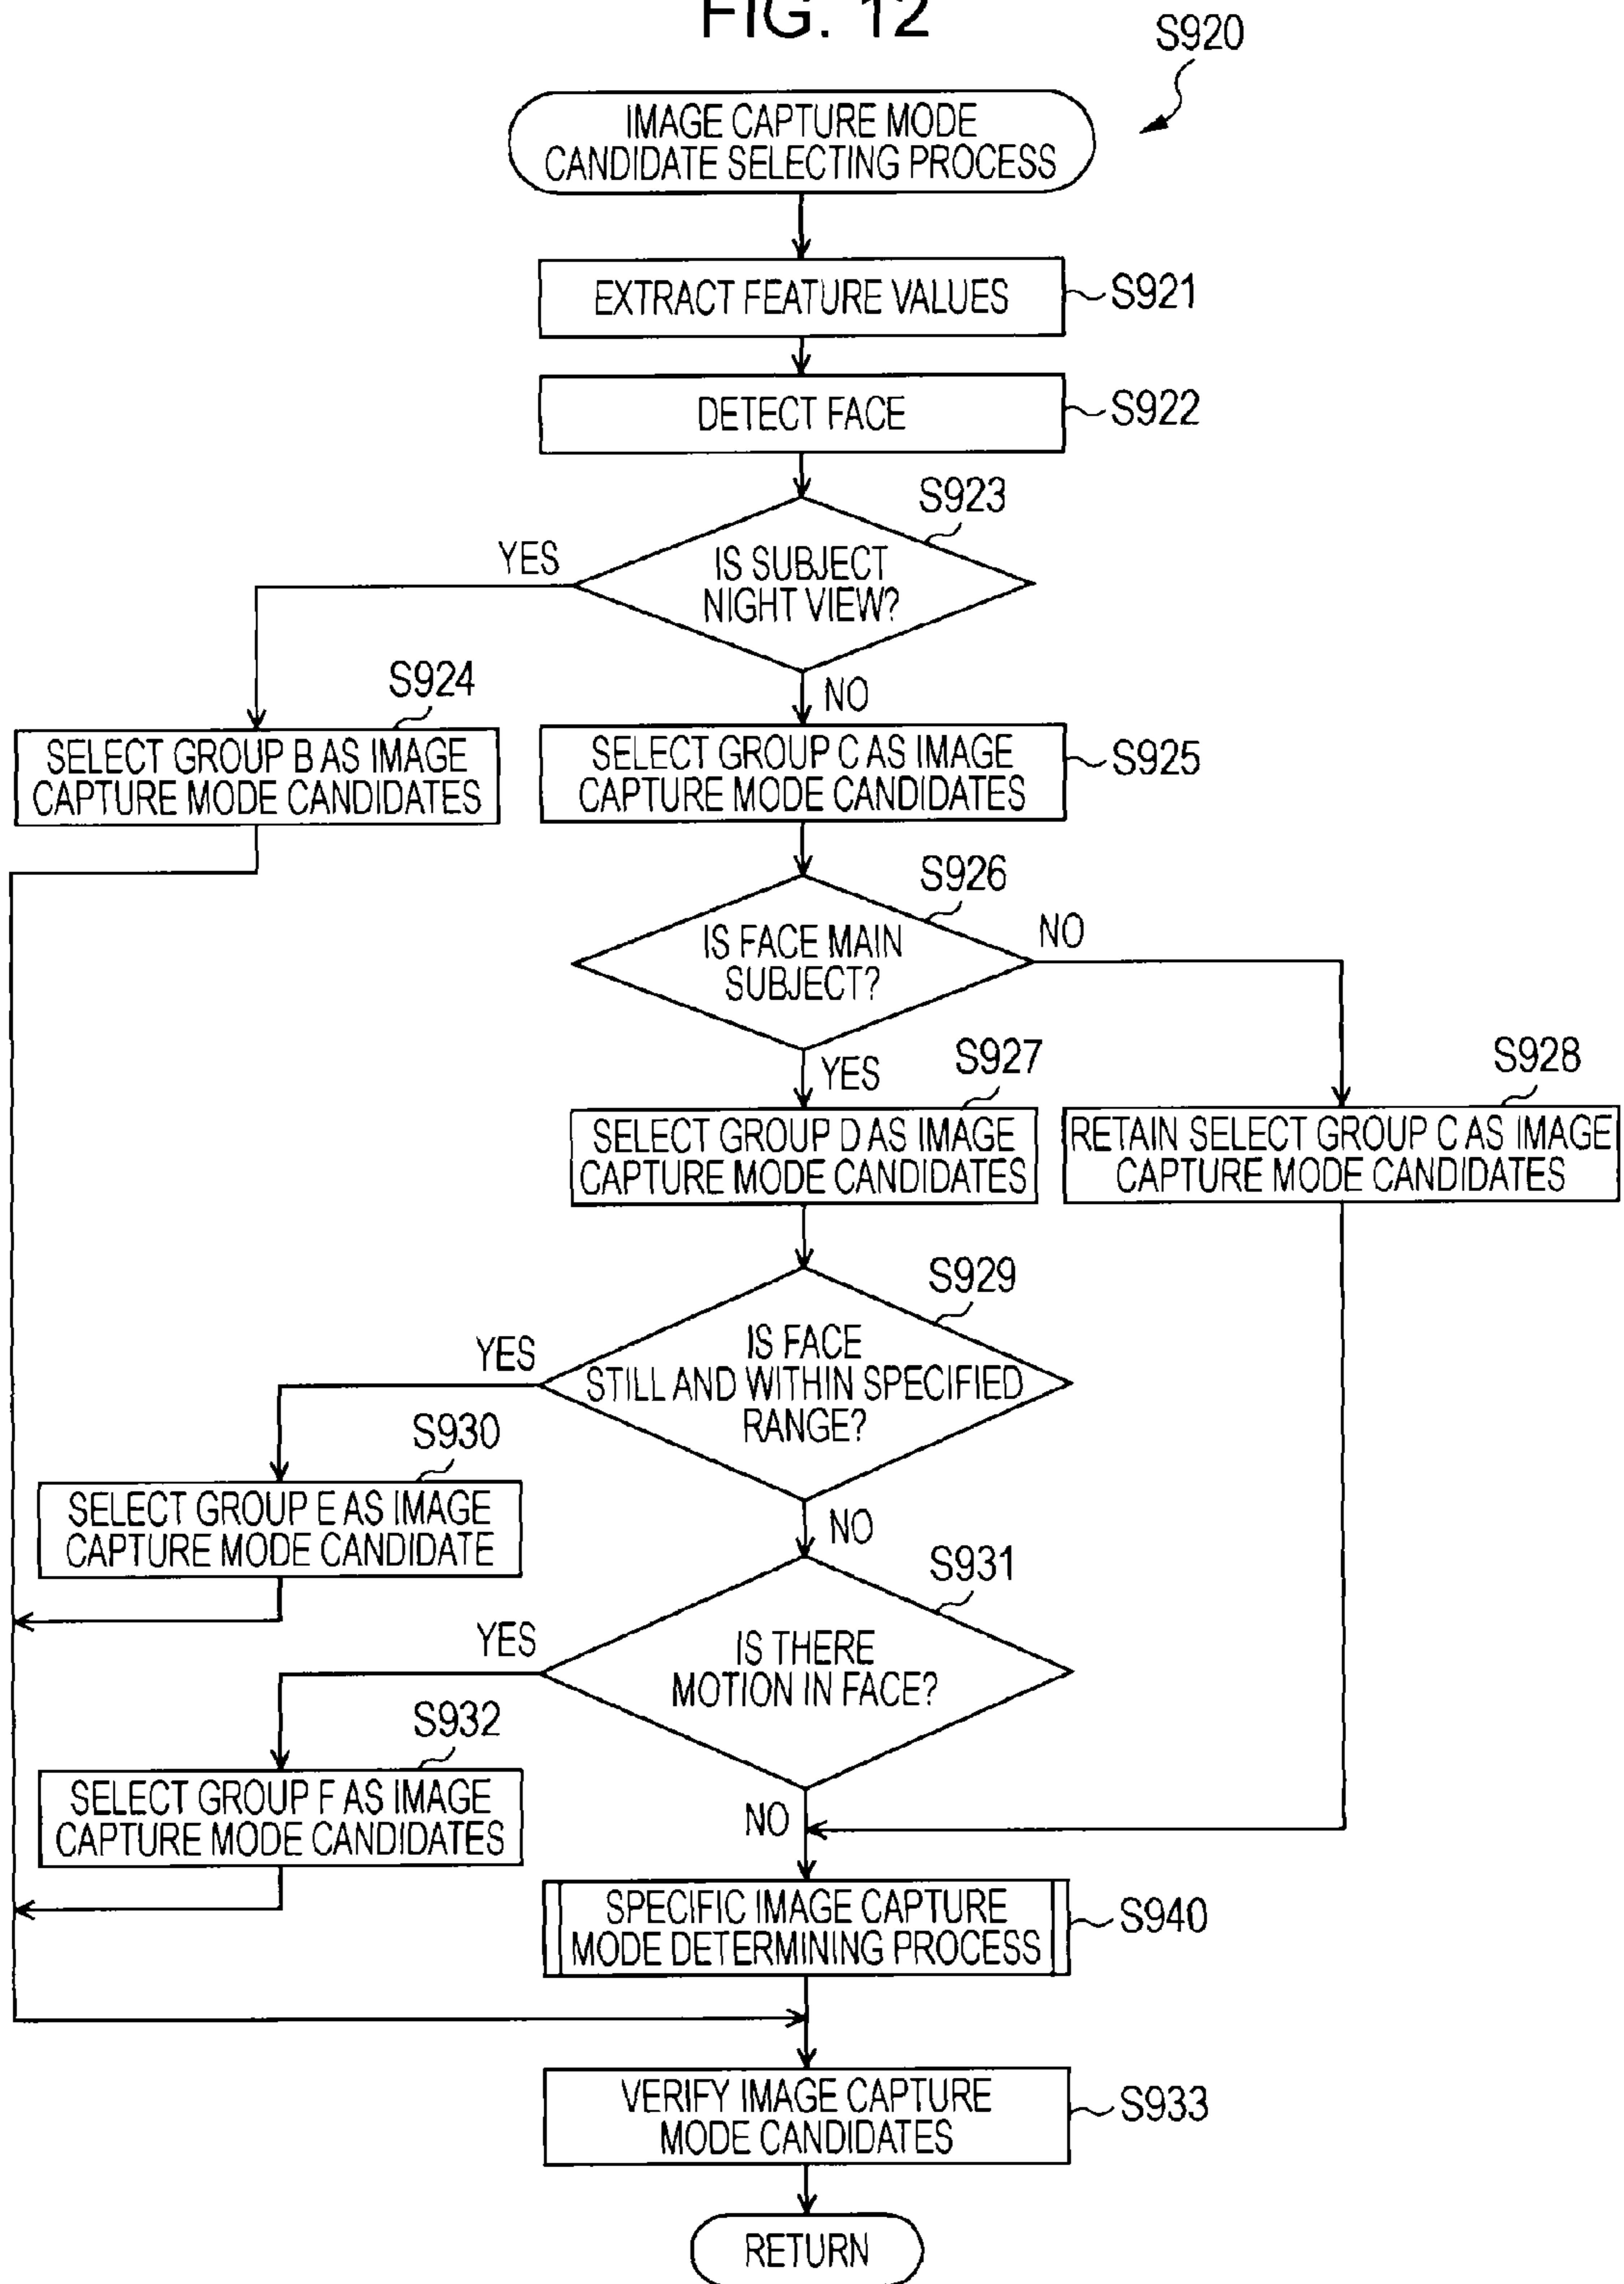 FIG. 12
S920
IMAGE CAPTURE MODE
CANDIDATE SELECTING PROCESS
EXTRACT FEATURE VALUES
S921
DETECT FACE
S922
S923
YES
IS SUBJECT
NIGHT VIEW?
NO
S924
SELECT GROUP B AS IMAGE
CAPTURE MODE CANDIDATES
SELECT GROUP C AS IMAGE
CAPTURE MODE CANDIDATES
S925
S926
IS FACE MAIN
SUBJECT?
NO
YES
S927
SELECT GROUP D AS IMAGE
CAPTURE MODE CANDIDATES
S928
RETAIN SELECT GROUP C AS IMAGE
CAPTURE MODE CANDIDATES
S929
YES
IS FACE
STILL AND WITHIN SPECIFIED
RANGE?
NO
S930
SELECT GROUP E AS IMAGE
CAPTURE MODE CANDIDATE
S931
YES
IS THERE
MOTION IN FACE?
S932
SELECT GROUP F AS IMAGE
CAPTURE MODE CANDIDATES
NO
SPECIFIC IMAGE CAPTURE
MODE DETERMINING PROCESS
S940
VERIFY IMAGE CAPTURE
MODE CANDIDATES
S933
RETURN